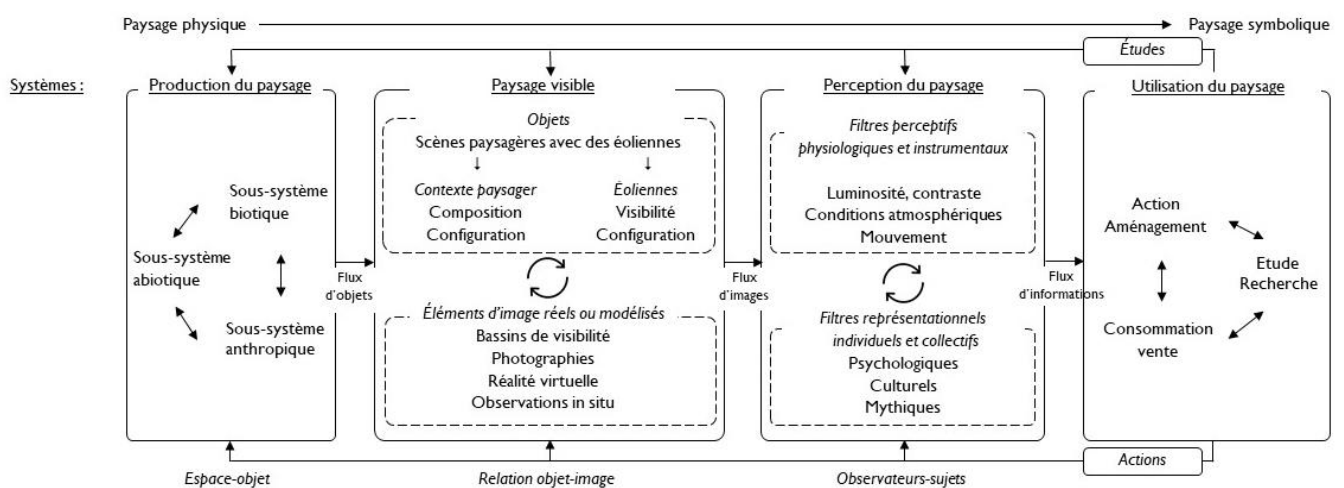 Paysage physique
Paysage symbolique
Études
Systèmes :
Production du paysage
Paysage visible
Perception du paysage
Utilisation du paysage
Sous-système
biotique
Sous-système
abiotique
Sous-système
anthropique
Flux
d'objets
Objets
Scènes paysagères avec des éoliennes
Contexte paysager
Composition
Configuration
Éoliennes
Visibilité
Configuration
Éléments d'image réels ou modélisés
Bassins de visibilité
Photographies
Réalité virtuelle
Observations in situ
Flux
d'images
Filtres perceptifs
physiologiques et instrumentaux
Luminosité, contraste
Conditions atmosphériques
Mouvement
Filtres représentationnels
individuels et collectifs
Psychologiques
Culturels
Mythiques
Flux
d'informations
Action
Aménagement
Etude
Recherche
Consommation
vente
Actions
Espace-objet
Relation objet-image
Observateurs-sujets